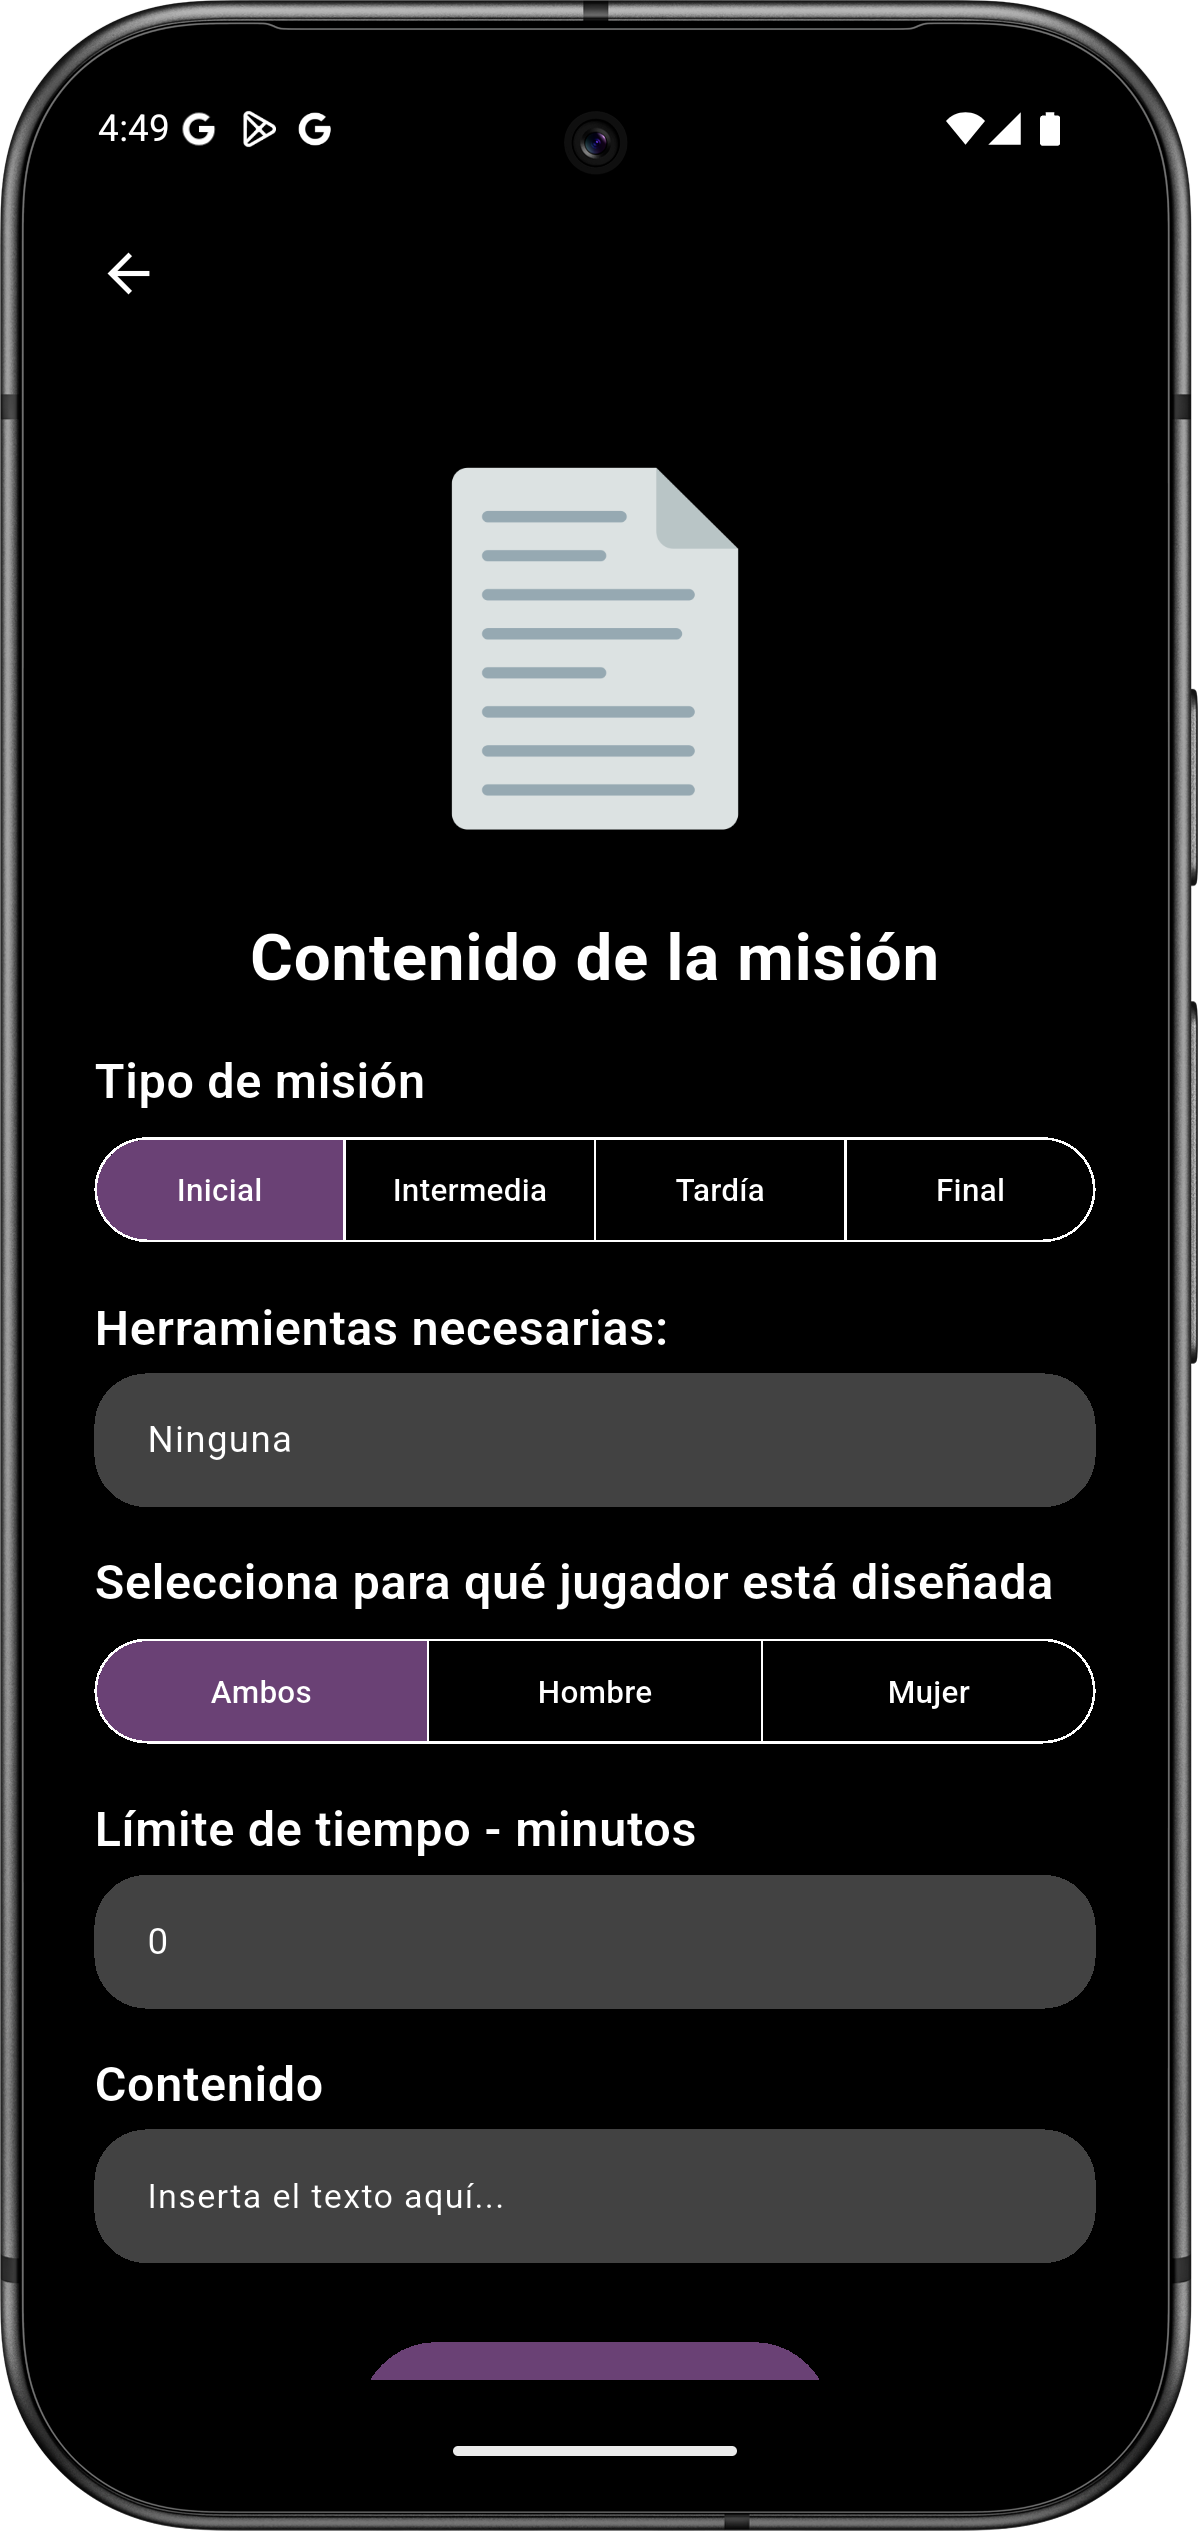 4:49
Contenido de la misión
Tipo de misión
Inicial Intermedia Tardía Final
Herramientas necesarias:
Ninguna
Selecciona para qué jugador está diseñada
Ambos Hombre Mujer
Límite de tiempo - minutos
0
Contenido
Inserta el texto aquí...